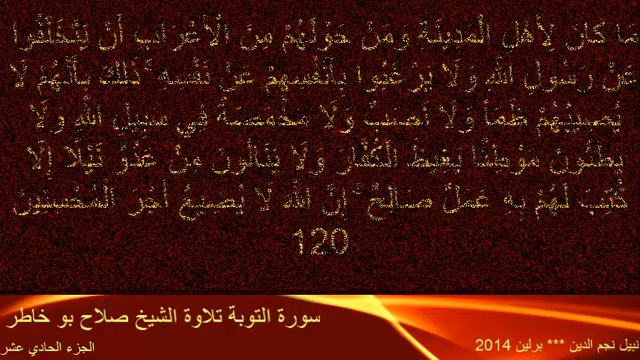 مَا كَانَ لِأَهْلِ الْمَدِينَةِ وَمَنْ حَوْلَهُمْ مِنَ الْأَعْرَابِ أَنْ يَتَخَلَّفُوا
عَنْ رَسُولِ اللَّهِ وَلَا يَرْغَبُوا بِأَنْفُسِهِمْ عَنْ نَفْسِهِ ۚ ذَٰلِكَ بِأَنَّهُمْ لَا
يُصِيبُهُمْ ظَمَأٌ وَلَا نَصَبٌ وَلَا مَخْمَصَةٌ فِي سَبِيلِ اللَّهِ وَلَا
يَطَئُونَ مَوْطِئًا يَغِيظُ الْكُفَّارَ وَلَا يَنَالُونَ مِنْ عَدُوٍّ نَيْلًا إِلَّا
كُتِبَ لَهُمْ بِهِ عَمَلٌ صَالِحٌ ۚ إِنَّ اللَّهَ لَا يُضِيعُ أَجْرَ الْمُحْسِنِينَ
120
سورة التوبة تلاوة الشيخ صلاح بو خاطر
الجزء الحادي عشر
نبيل نجم الدين *** برلين 2014